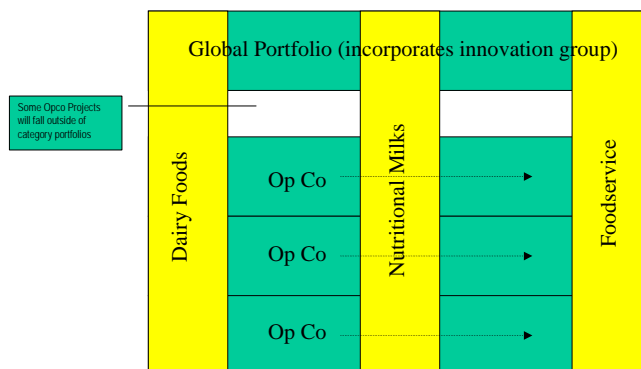 Global Portfolio (incorporates innovation group)
Some Opco Projects
will fall outside of
category portfolios
Dairy Foods
Op Co
Op Co
Op Co
Nutritional Milks
Foodservice